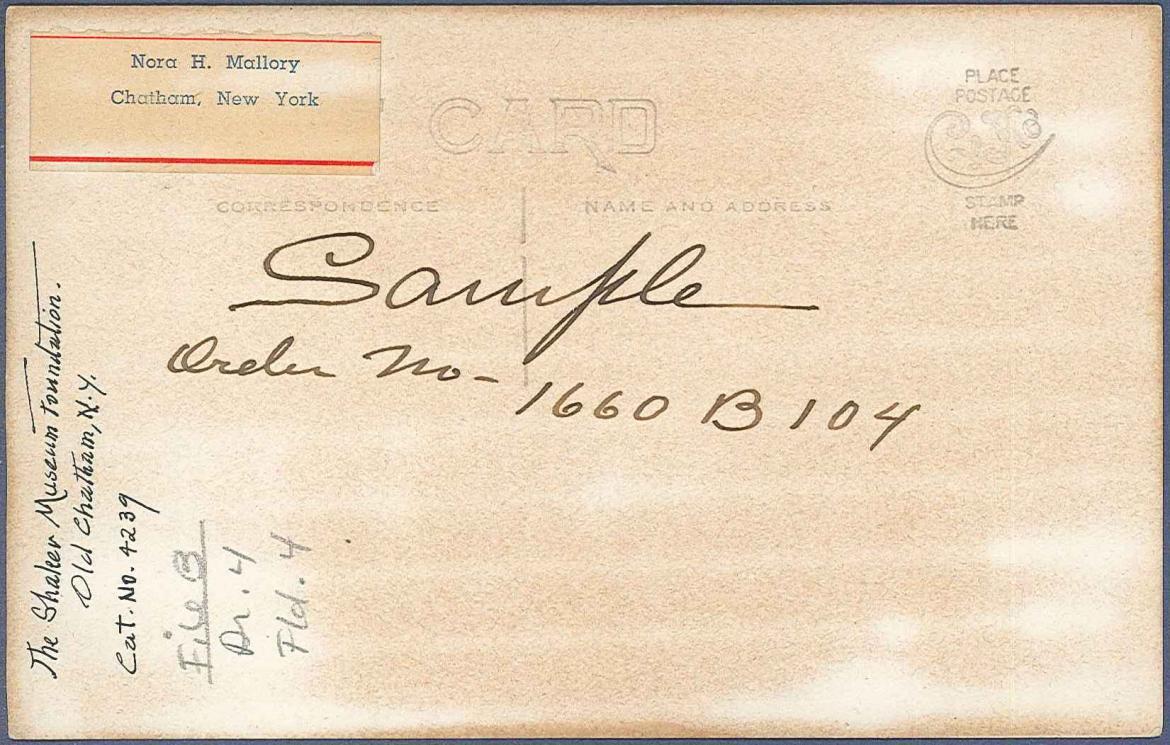 Nora H. Mallory
Chatham, New York
CARD
PLACE
POSTAGE
STAMP
HERE
CORRESPONDENCE
NAME AND ADDRESS
Sample
Order No-
1660 B 104
The Shaker Museum Foundation.
Old Chatham, N.Y.
Cat. No. 4239
File B
Dr. 4
Fld. 4